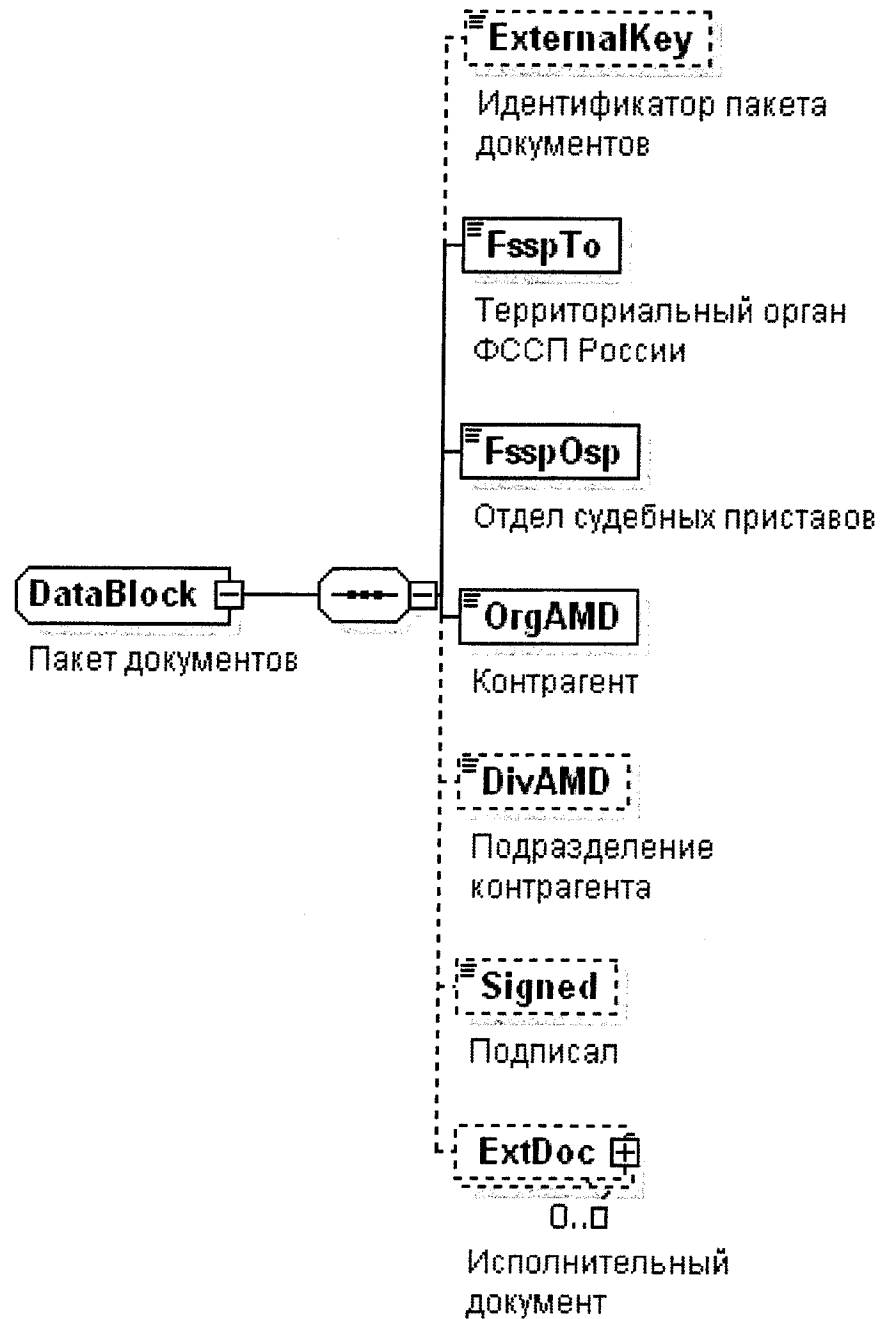 ExternalKey
Идентификатор пакета
документов
FsspTo
Территориальный орган
ФССП России
FsspOsp
Отдел судебных приставов
DataBlock
Пакет документов
OrgAMD
Контрагент
DivAMD
Подразделение
контрагента
Signed
Подписал
ExtDoc
0..
Исполнительный
документ